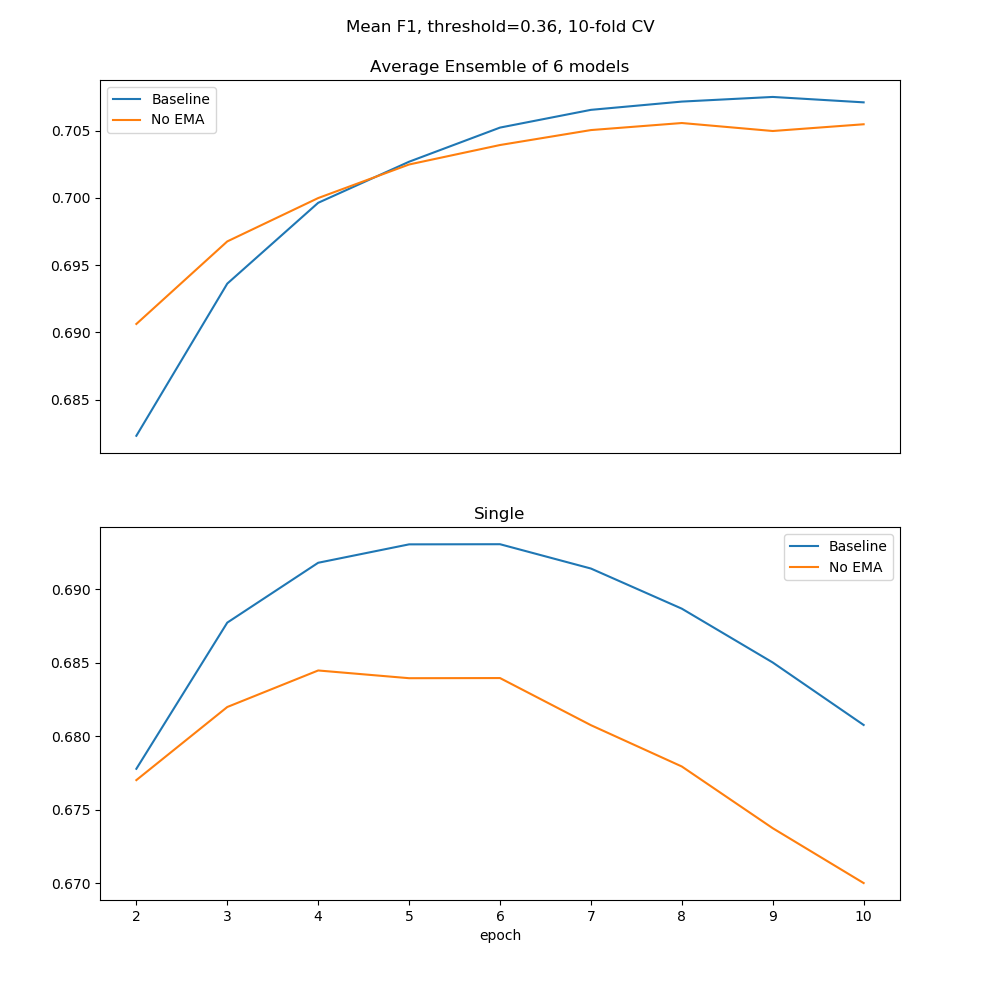 Mean F1, threshold=0.36, 10-fold CV
Average Ensemble of 6 models
Baseline
No EMA
0.705
0.700
0.695
0.690
0.685
Single
Baseline
No EMA
0.690
0.685
0.680
0.675
0.670
2 3 4 5 6 7 8 9 10
epoch